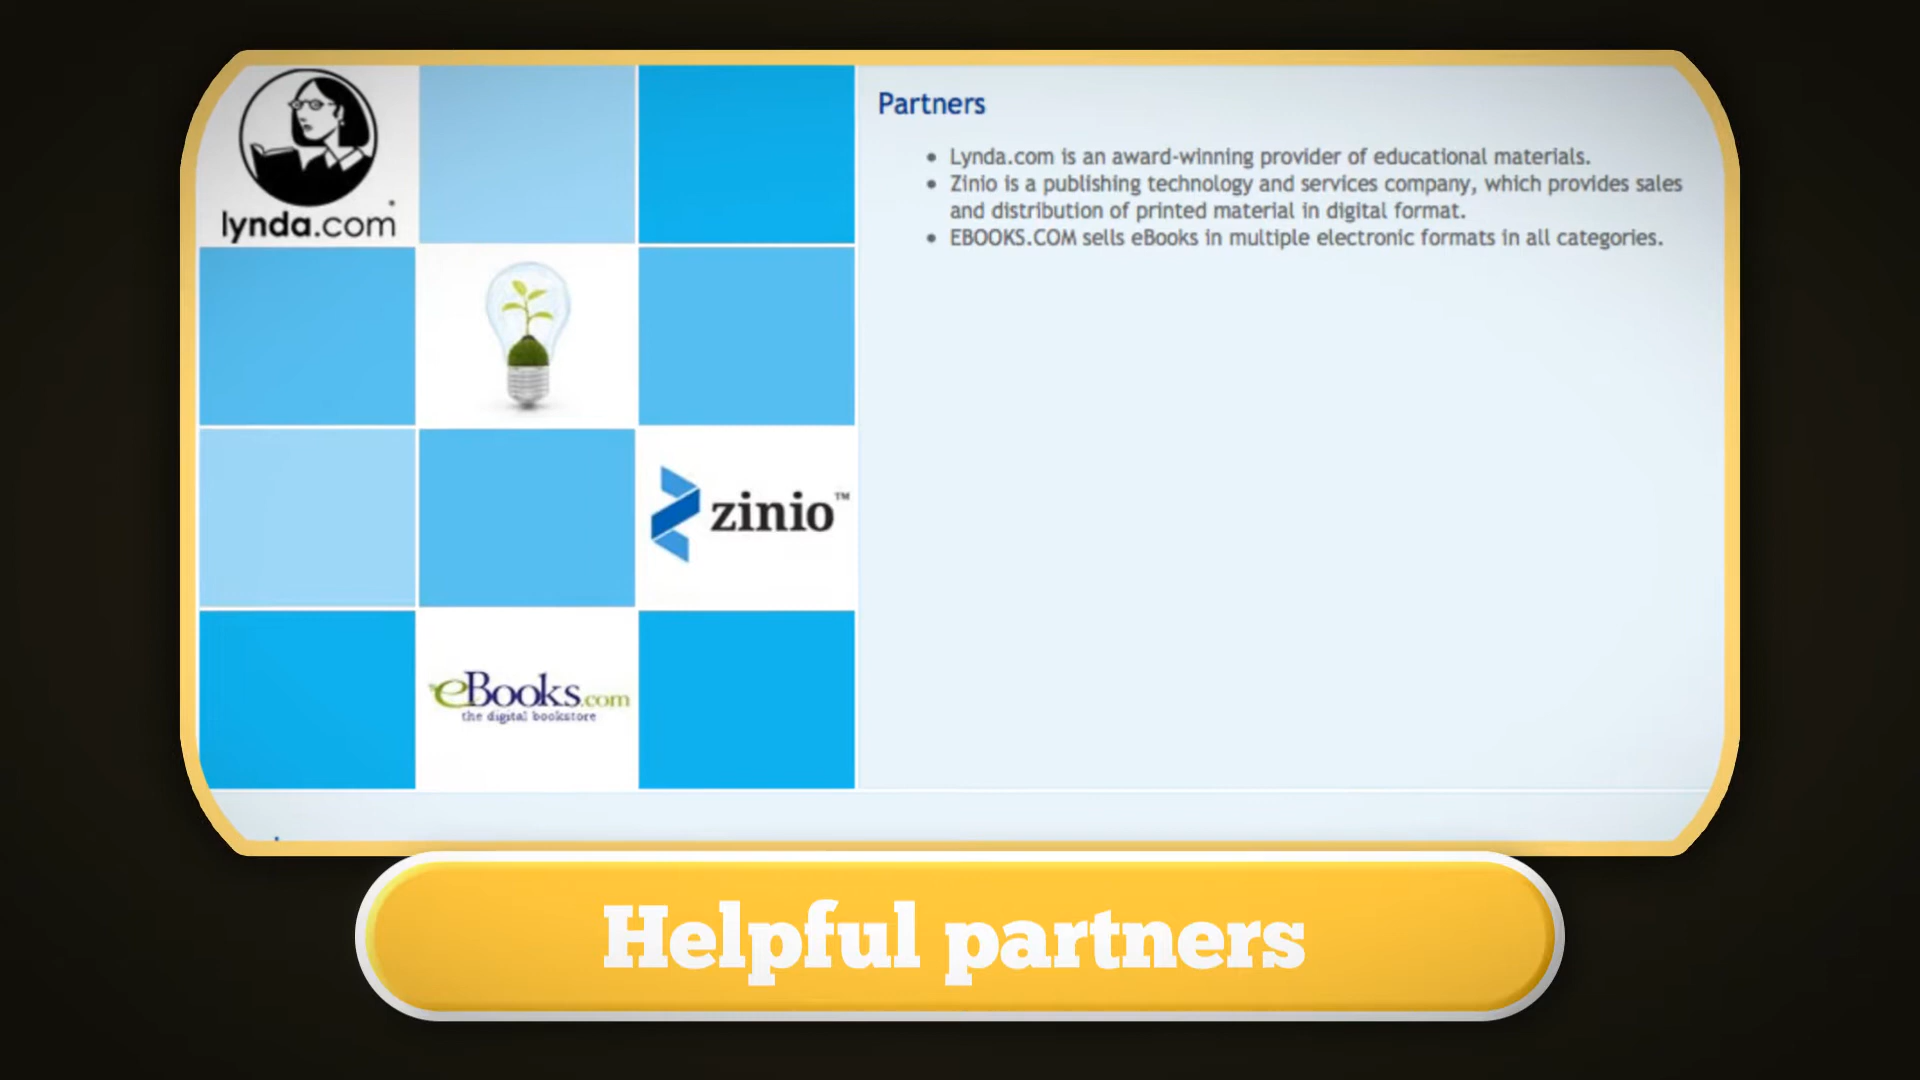 lynda.com
Partners
Lynda.com is an award-winning provider of educational materials.
Zinio is a publishing technology and services company, which provides sales
and distribution of printed material in digital format.
EBOOKS.COM sells eBooks in multiple electronic formats in all categories.
zinio™
eBooks.com
the digital bookstore
Helpful partners